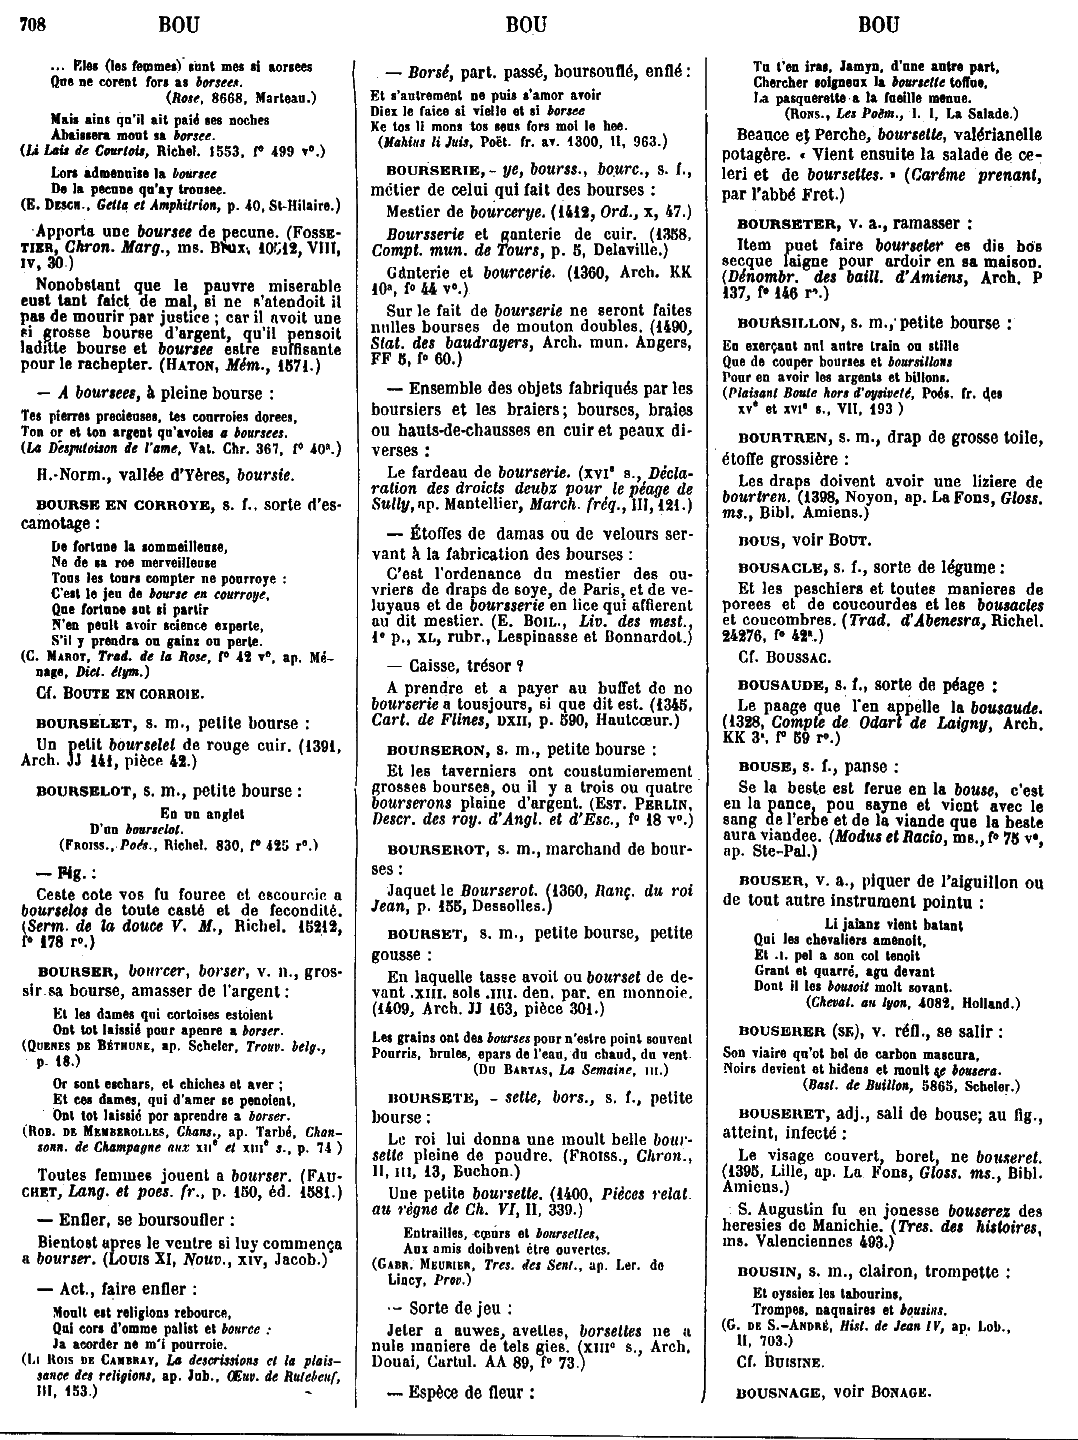 708 BOU BOU BOU
... Eles (les femmes) sunt mes si aorsees
Que ne corent fors as borsees.
(Rose, 8668, Marteau.)
Mais ains qu'il ait paié ses noches
Abaissera mout sa borsee.
(Li Lais de Courtois, Richel. 1553, f° 499 v°.)
Lors admenuise la boursee
De la pecune qu'ay trousee.
(E. DESCH., Getta et Amphitrion, p. 40, St-Hilaire.)
Apporta une boursee de pecune. (FOSSE-
TIER, Chron. Marg., ms. Brux. 10512, VIII,
IV, 30.)
Nonobstant que le pauvre miserable
eust tant faict de mal, si ne s'atendoit il
pas de mourir par justice ; car il avoit une
si grosse bourse d'argent, qu'il pensoit
laditte bourse et boursee estre suffisante
pour le rachepter. (HATON, Mém., 1571.)
— A boursees, à pleine bourse :
Tes pierres precieuses, tes courroies dorees,
Ton or et ton argent qu'avoies a boursees.
(La Desputoison de l'ame, Vat. Chr. 367, f° 40ª.)
H.-Norm., vallée d'Yères, boursie.
BOURSE EN CORROYE, s. f., sorte d'es-
camotage :
De fortune la sommeilleuse,
Ne de sa roe merveilleuse
Tous les tours compter ne pourroye :
C'est le jeu de bourse en courroye,
Que fortune sut si partir
N'en peult avoir science experte,
S'il y prendra ou gainz ou perte.
(C. MAROT, Trad. de la Rose, f° 42 v°, ap. Mé-
nage, Dict. étym.)
Cf. BOUTE EN CORROIE.
BOURSELET, s. m., petite bourse :
Un petit bourselet de rouge cuir. (1391,
Arch. JJ 141, pièce 42.)
BOURSELOT, s. m., petite bourse :
En un anglet
D'un bourselot.
(FROISS., Poés., Richel. 830, f° 425 r°.)
— Fig. :
Ceste cote vos fu fouree et escourcie a
bourselos de toute casté et de fecondité.
(Serm. de la douce V. M., Richel. 15212,
f° 178 r°.)
BOURSER, bourcer, borser, v. n., gros-
sir sa bourse, amasser de l'argent :
Et les dames qui cortoises estoient
Ont tot laissié pour apenre a borser.
(QUENES DE BÉTHUNE, ap. Scheler, Trouv. belg.,
p. 18.)
Or sont eschars, et chiches et aver ;
Et ces dames, qui d'amer se penoient,
Ont tot laissié por aprendre a borser.
(ROB. DE MEMBEROLLES, Chans., ap. Tarbé, Chan-
sonn. de Champagne aux XIIe et XIIIe s., p. 74 )
Toutes femmes jouent a bourser. (FAU-
CHET, Lang. et poes. fr., p. 150, éd. 1581.)
— Enfler, se boursoufler :
Bientost apres le ventre si luy commença
a bourser. (LOUIS XI, Nouv., XIV, Jacob.)
— Act., faire enfler :
Moult est religions rebource,
Qui cors d'omme palist et bource :
Ja acorder ne m'i pourroie.
(LI ROIS DE CAMBRAY, La descrissions et la plais-
sance des religions, ap. Jub., Œuv. de Rutebeuf,
III, 153.)
— Borsé, part. passé, boursouflé, enflé :
Et s'autrement ne puis s'amor avoir
Diex le faice si vielle et si borsee
Ke tos li mons tos seus fors moi le hee.
(Mahius li Juis, Poët. fr. av. 1300, II, 963.)
BOURSERIE, - ye, bourss., bourc., s. f.,
métier de celui qui fait des bourses :
Mestier de bourcerye. (1412, Ord., X, 47.)
Boursserie et ganterie de cuir. (1358,
Compt. mun. de Tours, p. 5, Delaville.)
Gânterie et bourcerie. (1360, Arch. KK
10ª, f° 44 v°.)
Sur le fait de bourserie ne seront faites
nulles bourses de mouton doubles. (1490,
Stat. des baudrayers, Arch. mun. Angers,
FF 5, f° 60.)
— Ensemble des objets fabriqués par les
boursiers et les braiers ; bourses, braies
ou hauts-de-chausses en cuir et peaux di-
verses :
Le fardeau de bourserie. (XVIe s., Décla-
ration des droicts deubz pour le péage de
Sully, ap. Mantellier, March. fréq., III, 121.)
— Étoffes de damas ou de velours ser-
vant à la fabrication des bourses :
C'est l'ordenance du mestier des ou-
vriers de draps de soye, de Paris, et de ve-
luyaus et de boursserie en lice qui affierent
au dit mestier. (E. BOIL., Liv. des mest.,
1e p., XL, rubr., Lespinasse et Bonnardot.)
— Caisse, trésor ?
A prendre et a payer au buffet de no
bourserie a tousjours, si que dit est. (1345,
Cart. de Flines, DXII, p. 590, Hautcœur.)
BOURSERON, s. m., petite bourse :
Et les taverniers ont coustumierement
grosses bourses, ou il y a trois ou quatre
bourserons plaine d'argent. (EST. PERLIN,
Descr. des roy. d'Angl. et d'Esc., f° 18 v°.)
BOURSEROT, s. m., marchand de bour-
ses :
Jaquet le Bourserot. (1360, Ranç. du roi
Jean, p. 155, Dessolles.)
BOURSET, s. m., petite bourse, petite
gousse :
En laquelle tasse avoit ou bourset de de-
vant .XIII. sols .IIII. den. par. en monnoie.
(1409, Arch. JJ 163, pièce 301.)
Les grains ont des bourses pour n'estre point souvent
Pourris, brules, epars de l'eau, du chaud, du vent
(DU BARTAS, La Semaine, III.)
BOURSETE, - sette, bors., s. f., petite
bourse :
Le roi lui donna une moult belle bour-
sette pleine de poudre. (FROISS., Chron.,
II, III, 13, Buchon.)
Une petite boursette. (1400, Pièces relat.
au règne de Ch. VI, II, 339.)
Entrailles, cœurs et boursettes,
Aux amis doibvent être ouvertes.
(GABR. MEURIER, Tres. des Sent., ap. Ler. de
Lincy, Prov.)
— Sorte de jeu :
Jeter a auwes, avelles, borsettes ne a
nule maniere de tels gies. (XIIIe s., Arch.
Douai, Cartul. AA 89, f° 73.)
— Espèce de fleur :
Tu t'en iras, Jamyn, d'une autre part,
Chercher soigneux la boursette toffue,
La pasquerette a la fueille menue.
(RONS., Les Poèm., l. I, La Salade.)
Beauce et Perche, boursette, valérianelle
potagère. « Vient ensuite la salade de ce-
leri et de boursettes. » (Caréme prenant,
par l'abbé Fret.)
BOURSETER, v. a., ramasser :
Item puet faire bourseter es dis bos
secque laigne pour ardoir en sa maison.
(Dénombr. des baill. d'Amiens, Arch. P
137, f° 146 r°.)
BOURSILLON, s. m., petite bourse :
En exerçant nul autre train ou stille
Que de couper bourses et boursillons
Pour en avoir les argents et billons.
(Plaisant Boute hors d'oysiveté, Poés. fr. des
XVe et XVIe s., VII, 193 )
BOURTREN, s. m., drap de grosse toile,
étoffe grossière :
Les draps doivent avoir une liziere de
bourtren. (1398, Noyon, ap. La Fons, Gloss.
ms., Bibl. Amiens.)
BOUS, voir BOUT.
BOUSACLE, s. f., sorte de légume :
Et les peschiers et toutes manieres de
porees et de coucourdes et les bousacles
et coucombres. (Trad. d'Abenesra, Richel.
24276, f° 42ª.)
Cf. BOUSSAC.
BOUSAUDE, s. f., sorte de péage :
Le paage que l'en appelle la bousaude.
(1328, Compte de Odart de Laigny, Arch.
KK 3ª, f° 59 r°.)
BOUSE, s. f., panse :
Se la beste est ferue en la bouse, c'est
en la pance, pou sayne et vient avec le
sang de l'erbe et de la viande que la beste
aura viandee. (Modus et Racio, ms., f° 75 v°,
ap. Ste-Pal.)
BOUSER, v. a., piquer de l'aiguillon ou
de tout autre instrument pointu :
Li jaianz vient batant
Qui les chevaliers amenoit,
Et .I. pel a son col tenoit
Grant et quarré, agu devant
Dont il les bousoit molt sovant.
(Cheval. au lyon, 4082, Holland.)
BOUSERER (SE), v. réfl., se salir :
Son viaire qu'ot bel de carbon mascura,
Noirs devient et hideus et moult se bousera.
(Bast. de Buillon, 5865, Scheler.)
BOUSERET, adj., sali de bouse; au fig.,
atteint, infecté :
Le visage couvert, boret, ne bouseret.
(1395, Lille, ap. La Fons, Gloss. ms., Bibl.
Amiens.)
S. Augustin fu en jonesse bouserez des
heresies de Manichie. (Tres. des histoires,
ms. Valenciennes 493.)
BOUSIN, s. m., clairon, trompette :
Et oyssiez les tabourins,
Trompes, naquaires et bousins.
(G. DE S.-ANDRÉ, Hist. de Jean IV, ap. Lob.,
II, 703.)
Cf. BUISINE.
BOUSNAGE, voir BONAGE.